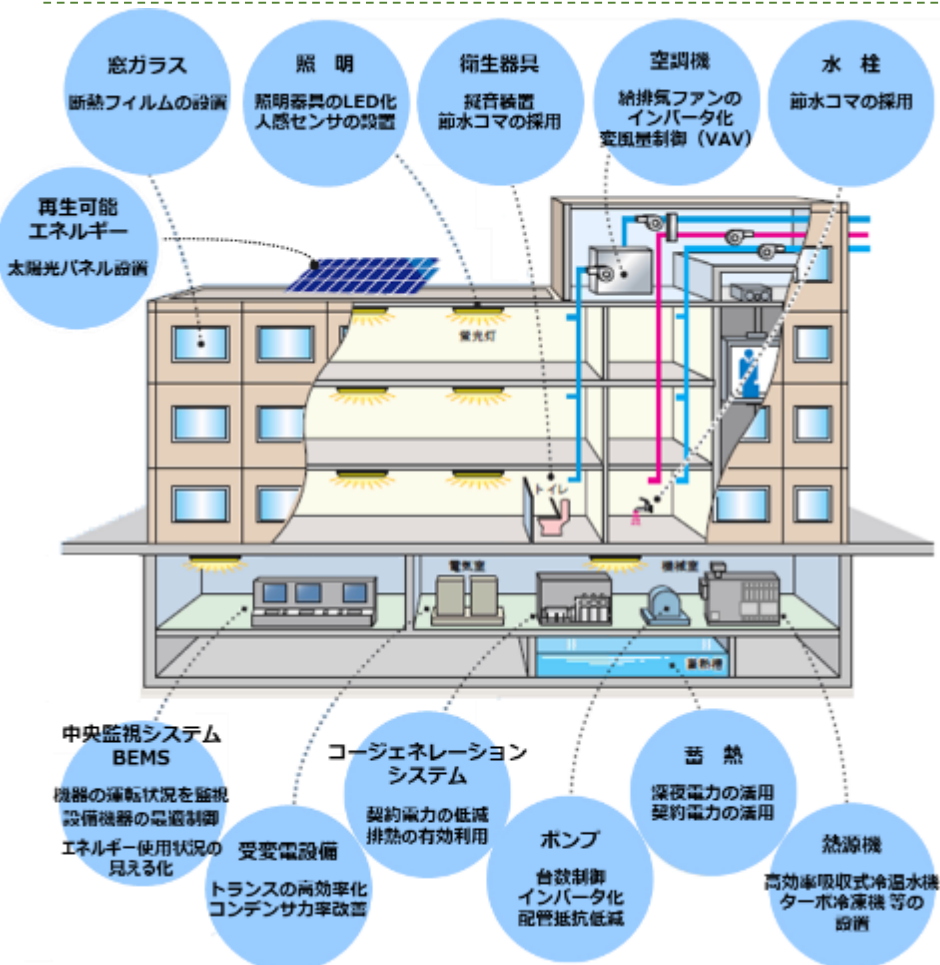 窓ガラス
断熱フィルムの設置
照 明
照明器具のLED化
人感センサの設置
衛生器具
擬音装置
節水コマの採用
空調機
給排気ファンの
インバータ化
変風量制御（VAV）
水 栓
節水コマの採用
再生可能
エネルギー
太陽光パネル設置
蛍光灯
トイレ
電気室
機械室
蓄熱槽
中央監視システム
BEMS
機器の運転状況を監視
設備機器の最適制御
エネルギー使用状況の
見える化
受変電設備
トランスの高効率化
コンデンサ力率改善
コージェネレーション
システム
契約電力の低減
排熱の有効利用
ポンプ
台数制御
インバータ化
配管抵抗低減
蓄 熱
深夜電力の活用
契約電力の活用
熱源機
高効率吸収式冷温水機
ターボ冷凍機 等の
設置